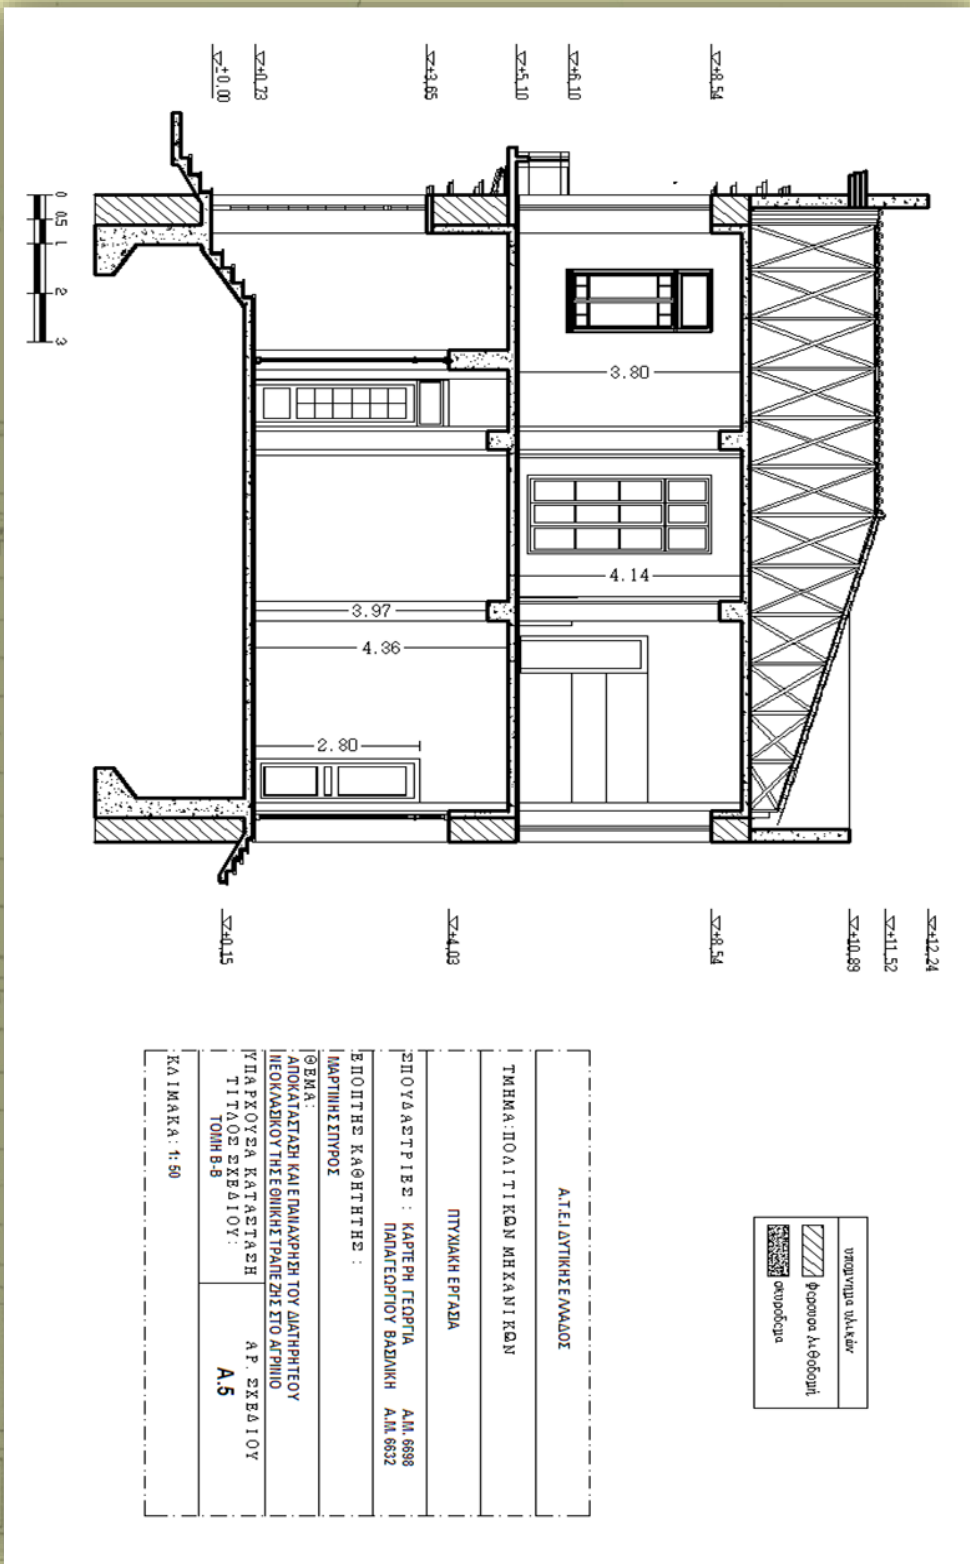 +12,24
+11,52
+10,89
+8,54
+6,10
+5,10
+3,65
+0,73
±0,00
+8,54
+4,03
+0,15
3.80
4.14
3.97
4.36
2.80
0 0,5 1 2 3
υπομνημα υλικών
φερουσα λιθοδομή
σκυροδεμα
Α.Τ.Ε.Ι ΔΥΤΙΚΗΣ ΕΛΛΑΔΟΣ
ΤΜΗΜΑ:ΠΟΛΙΤΙΚΩΝ ΜΗΧΑΝΙΚΩΝ
ΠΤΥΧΙΑΚΗ ΕΡΓΑΣΙΑ
ΣΠΟΥΔΑΣΤΡΙΕΣ : ΚΑΡΤΕΡΗ ΓΕΩΡΓΙΑ Α.Μ. 6698
ΠΑΠΑΓΕΩΡΓΙΟΥ ΒΑΣΙΛΙΚΗ Α.Μ. 6632
ΕΠΟΠΤΗΣ ΚΑΘΗΤΗΤΗΣ :
ΜΑΡΤΙΝΗΣ ΣΠΥΡΟΣ
ΘΕΜΑ:
ΑΠΟΚΑΤΑΣΤΑΣΗ ΚΑΙ ΕΠΑΝΑΧΡΗΣΗ ΤΟΥ ΔΙΑΤΗΡΗΤΕΟΥ
ΝΕΟΚΛΑΣΙΚΟΥ ΤΗΣ ΕΘΝΙΚΗΣ ΤΡΑΠΕΖΗΣ ΣΤΟ ΑΓΡΙΝΙΟ
ΥΠΑΡΧΟΥΣΑ ΚΑΤΑΣΤΑΣΗ
ΤΙΤΛΟΣ ΣΧΕΔΙΟΥ:
ΤΟΜΗ Β-Β
ΑΡ. ΣΧΕΔΙΟΥ
Α.5
ΚΛΙΜΑΚΑ: 1: 50